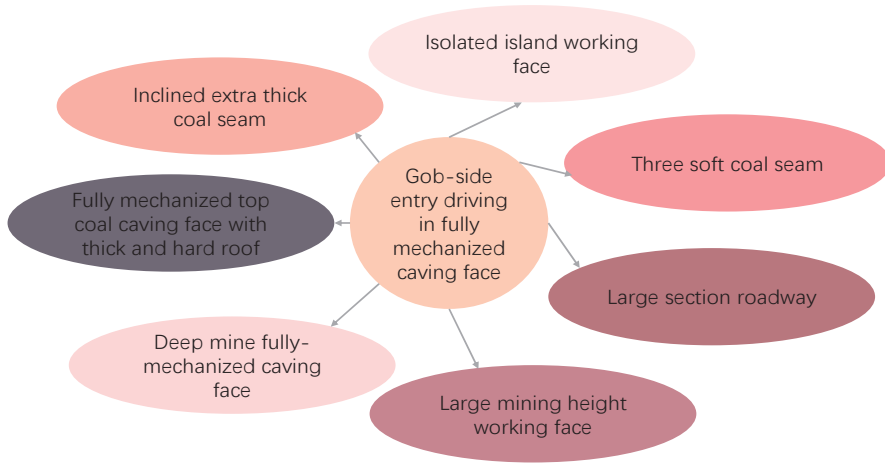 Isolated island working
face
Inclined extra thick
coal seam
Three soft coal seam
Gob-side
entry driving
in fully
mechanized
caving face
Fully mechanized top
coal caving face with
thick and hard roof
Large section roadway
Deep mine fully-
mechanized caving
face
Large mining height
working face